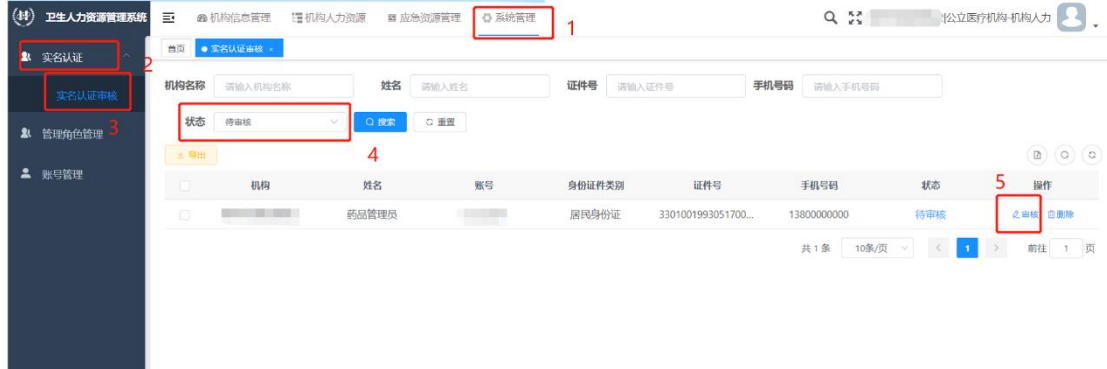 卫生人力资源管理系统 机构信息管理 机构人力资源 应急资源管理 系统管理 公立医疗机构-机构人力
1
实名认证 首页 实名认证审核 ×
2
机构名称 请输入机构名称 姓名 请输入姓名 证件号 请输入证件号 手机号码 请输入手机号码
实名认证审核
3
状态 待审核 搜索 重置
管理角色管理
4
导出
账号管理
5
机构 姓名 账号 身份证件类别 证件号 手机号码 状态 操作
药品管理员 居民身份证 3301001993051700... 13800000000 待审核 审核 删除
共 1 条 10条/页 < 1 > 前往 1 页